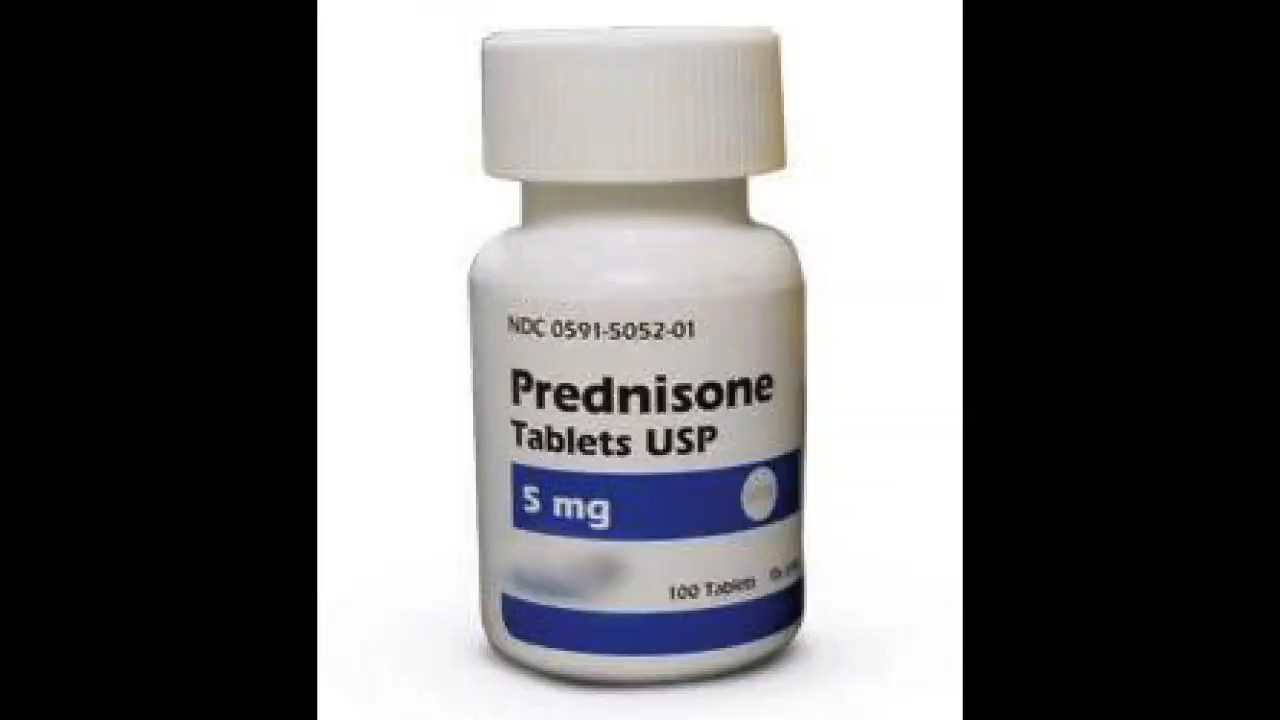 NDC 0591-5052-01
Prednisone
Tablets USP
5 mg
100 Tablets